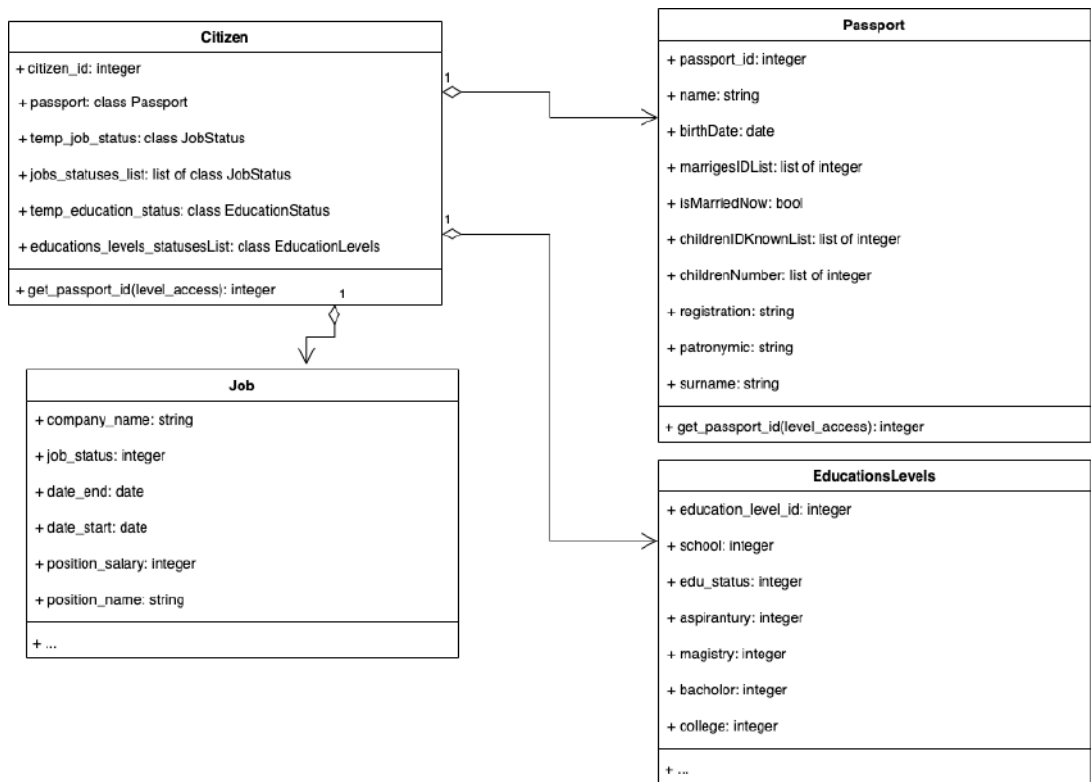 Citizen
+ citizen_id: integer
+ passport: class Passport
+ temp_job_status: class JobStatus
+ jobs_statuses_list: list of class JobStatus
+ temp_education_status: class EducationStatus
+ educations_levels_statusesList: class EducationLevels
+ get_passport_id(level_access): integer
1
1
1
Passport
+ passport_id: integer
+ name: string
+ birthDate: date
+ marrigesIDList: list of integer
+ isMarriedNow: bool
+ childrenIDKnownList: list of integer
+ childrenNumber: list of integer
+ registration: string
+ patronymic: string
+ surname: string
+ get_passport_id(level_access): integer
Job
+ company_name: string
+ job_status: integer
+ date_end: date
+ date_start: date
+ position_salary: integer
+ position_name: string
+ ...
EducationsLevels
+ education_level_id: integer
+ school: integer
+ edu_status: integer
+ aspirantury: integer
+ magistry: integer
+ bacholor: integer
+ college: integer
+ ...